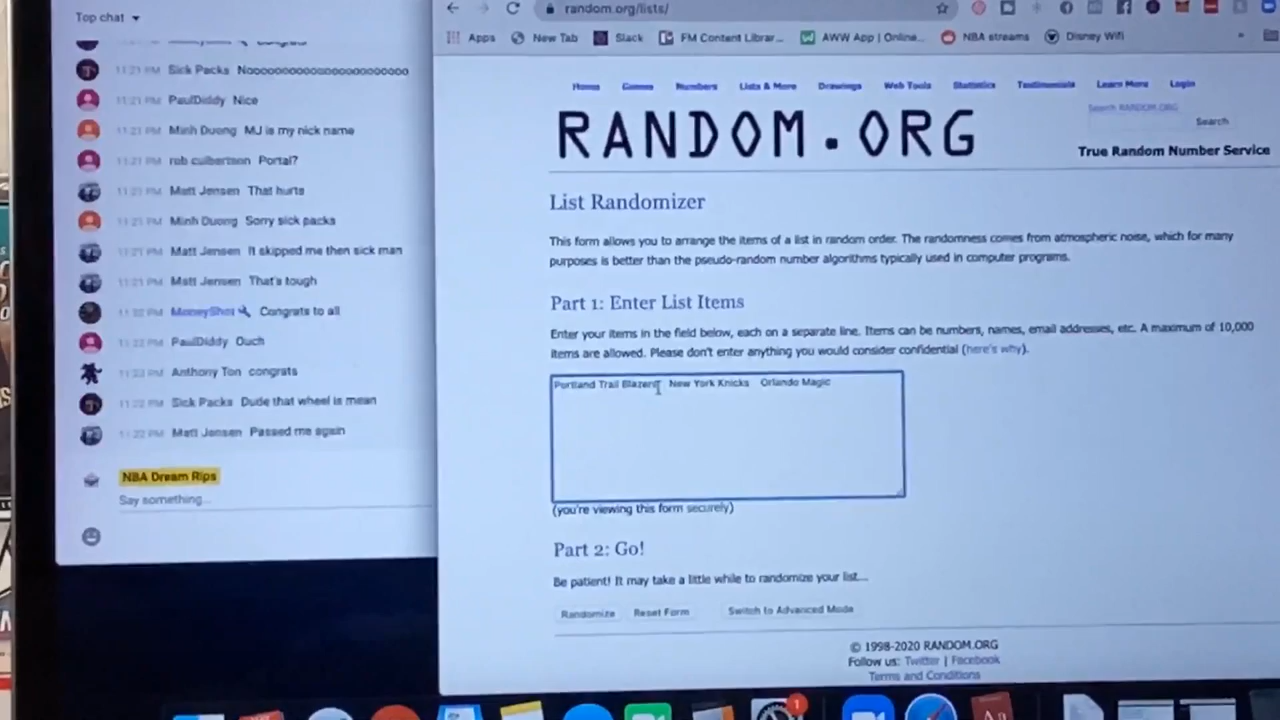 Top chat
Sick Packs Nooooooooooooooooooooooo
11:21 PM PaulDiddy Nice
11:21 PM Minh Duong MJ is my nick name
11:21 PM rob culbertson Portal?
11:21 PM Matt Jensen That hurts
11:21 PM Minh Duong Sorry sick packs
11:21 PM Matt Jensen It skipped me then sick man
11:21 PM Matt Jensen That's tough
11:22 PM MoneyShot Congrats to all
11:22 PM PaulDiddy Ouch
11:22 PM Anthony Ton congrats
11:22 PM Sick Packs Dude that wheel is mean
11:22 PM Matt Jensen Passed me again
NBA Dream Rips
Say something...
random.org/lists/
Apps New Tab Slack FM Content Librar... AWW App | Online... NBA streams Disney Wifi »
Home Games Numbers Lists & More Drawings Web Tools Statistics Testimonials Learn More Login
Search RANDOM.ORG
Search
RANDOM.ORG
True Random Number Service
List Randomizer
This form allows you to arrange the items of a list in random order. The randomness comes from atmospheric noise, which for many
purposes is better than the pseudo-random number algorithms typically used in computer programs.
Part 1: Enter List Items
Enter your items in the field below, each on a separate line. Items can be numbers, names, email addresses, etc. A maximum of 10,000
items are allowed. Please don't enter anything you would consider confidential (here's why).
Portland Trail Blazers New York Knicks Orlando Magic
(you're viewing this form securely)
Part 2: Go!
Be patient! It may take a little while to randomize your list...
Randomize Reset Form Switch to Advanced Mode
© 1998-2020 RANDOM.ORG
Follow us: Twitter | Facebook
Terms and Conditions
1